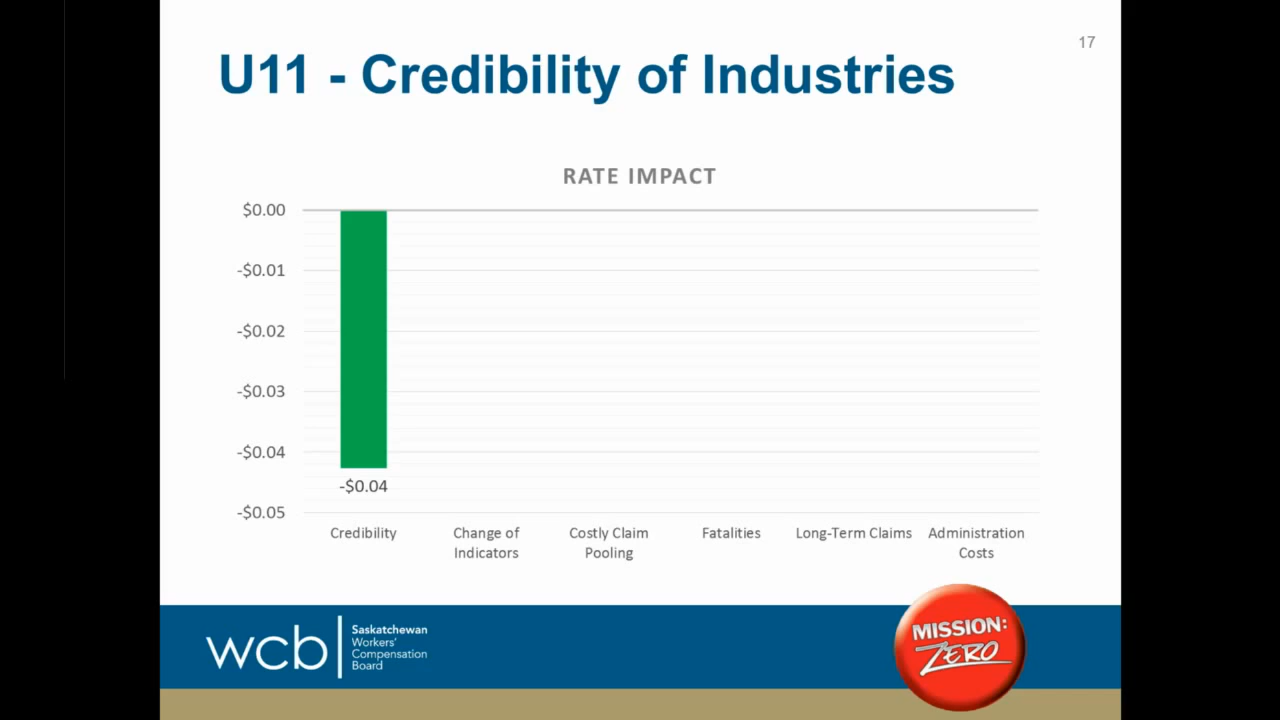 17
U11 - Credibility of Industries
RATE IMPACT
$0.00
-$0.01
-$0.02
-$0.03
-$0.04
-$0.05
-$0.04
Credibility
Change of
Indicators
Costly Claim
Pooling
Fatalities
Long-Term Claims
Administration
Costs
wcb
Saskatchewan
Workers'
Compensation
Board
MISSION:
ZERO